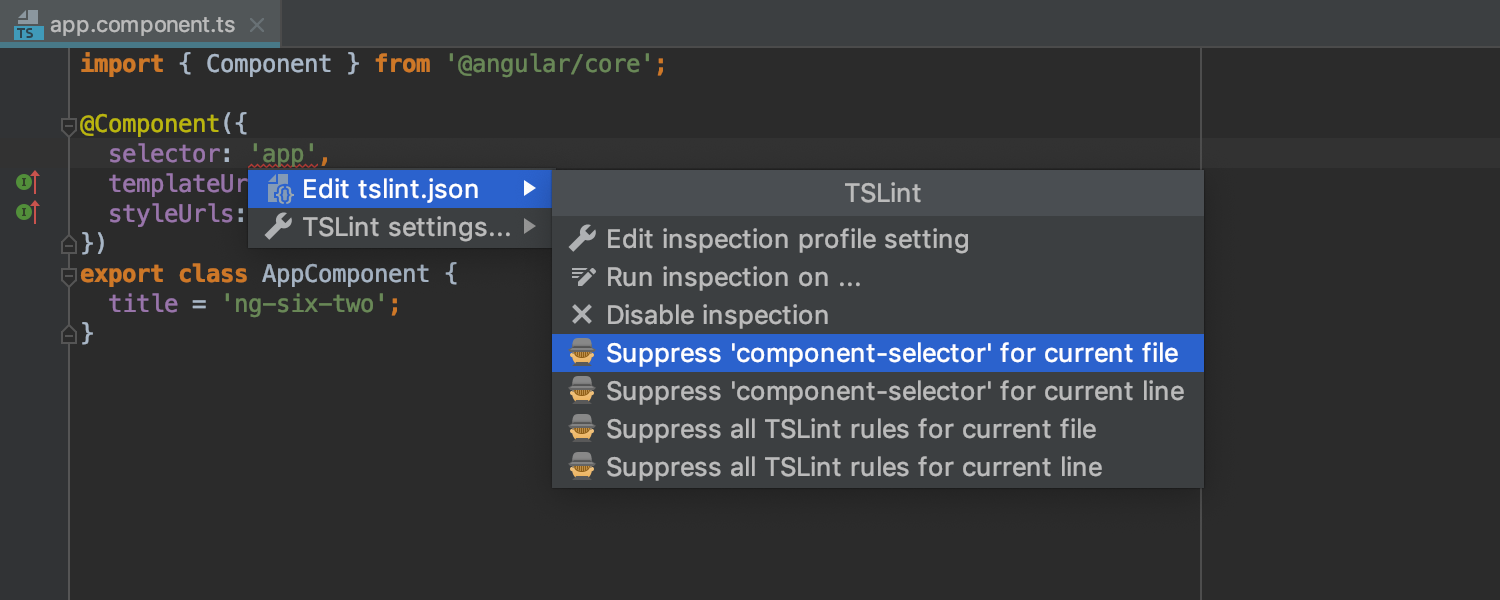 app.component.ts
TS
import { Component } from '@angular/core';
@Component({
selector: 'app',
templateUr
styleUrls:
})
export class AppComponent {
title = 'ng-six-two';
}
Edit tslint.json
TSLint settings...
TSLint
Edit inspection profile setting
Run inspection on ...
Disable inspection
Suppress 'component-selector' for current file
Suppress 'component-selector' for current line
Suppress all TSLint rules for current file
Suppress all TSLint rules for current line